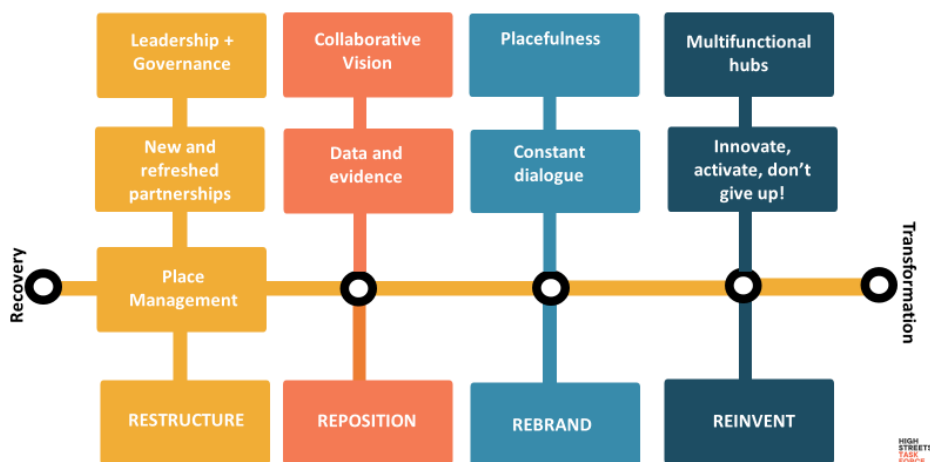 Leadership +
Governance
Collaborative
Vision
Placefulness
Multifunctional
hubs
New and
refreshed
partnerships
Data and
evidence
Constant
dialogue
Innovate,
activate, don’t
give up!
Recovery
Place
Management
Transformation
RESTRUCTURE
REPOSITION
REBRAND
REINVENT
HIGH
STREETS
TASK
FORCE